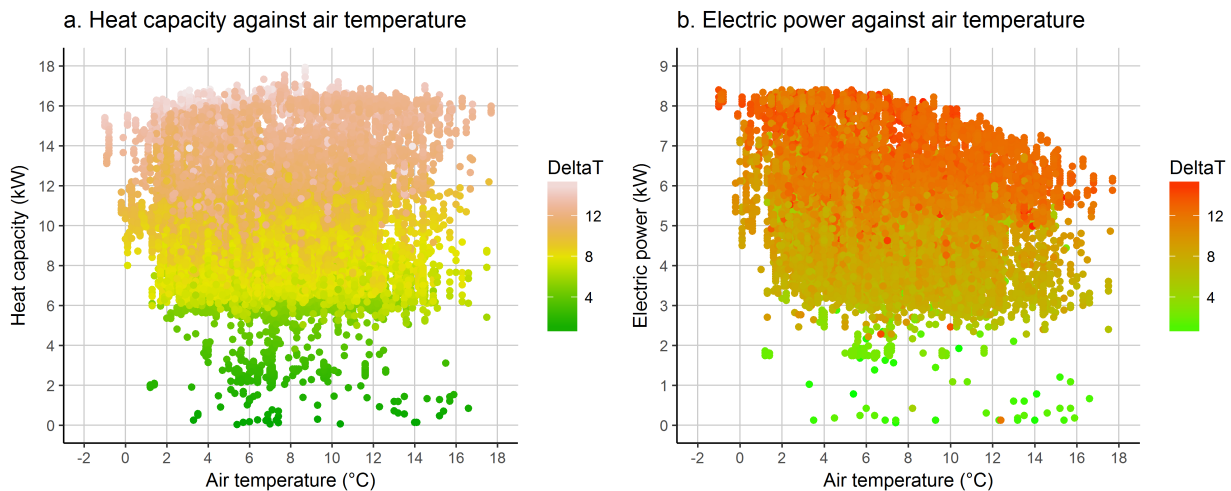 a. Heat capacity against air temperature
Heat capacity (kW)
18
16
14
12
10
8
6
4
2
0
-2 0 2 4 6 8 10 12 14 16 18
Air temperature (°C)
DeltaT
12
8
4
b. Electric power against air temperature
Electric power (kW)
9
8
7
6
5
4
3
2
1
0
-2 0 2 4 6 8 10 12 14 16 18
Air temperature (°C)
DeltaT
12
8
4